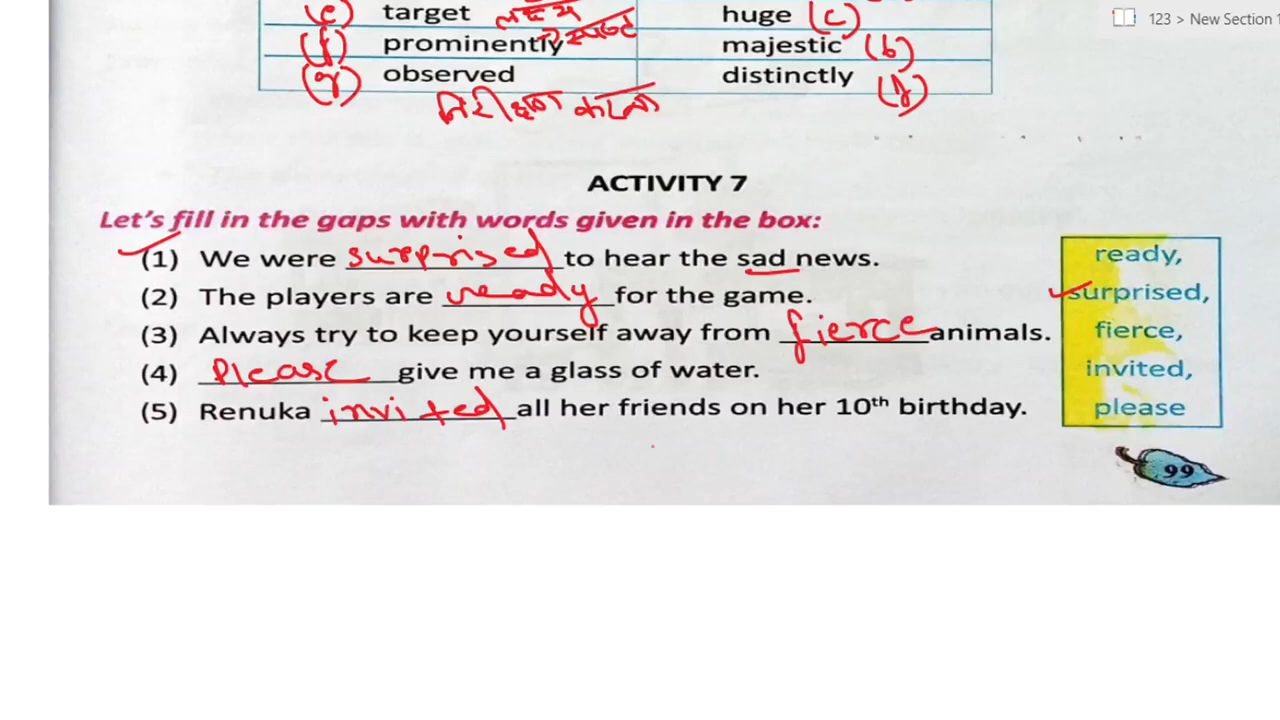 123 > New Section 1
(e) target huge (c)
(f) prominently majestic (b)
(g) observed distinctly (f)
ACTIVITY 7
Let's fill in the gaps with words given in the box:
(1) We were surprised to hear the sad news.
(2) The players are ready for the game.
(3) Always try to keep yourself away from fierce animals.
(4) Please give me a glass of water.
(5) Renuka invited all her friends on her 10th birthday.
ready,
surprised,
fierce,
invited,
please
99